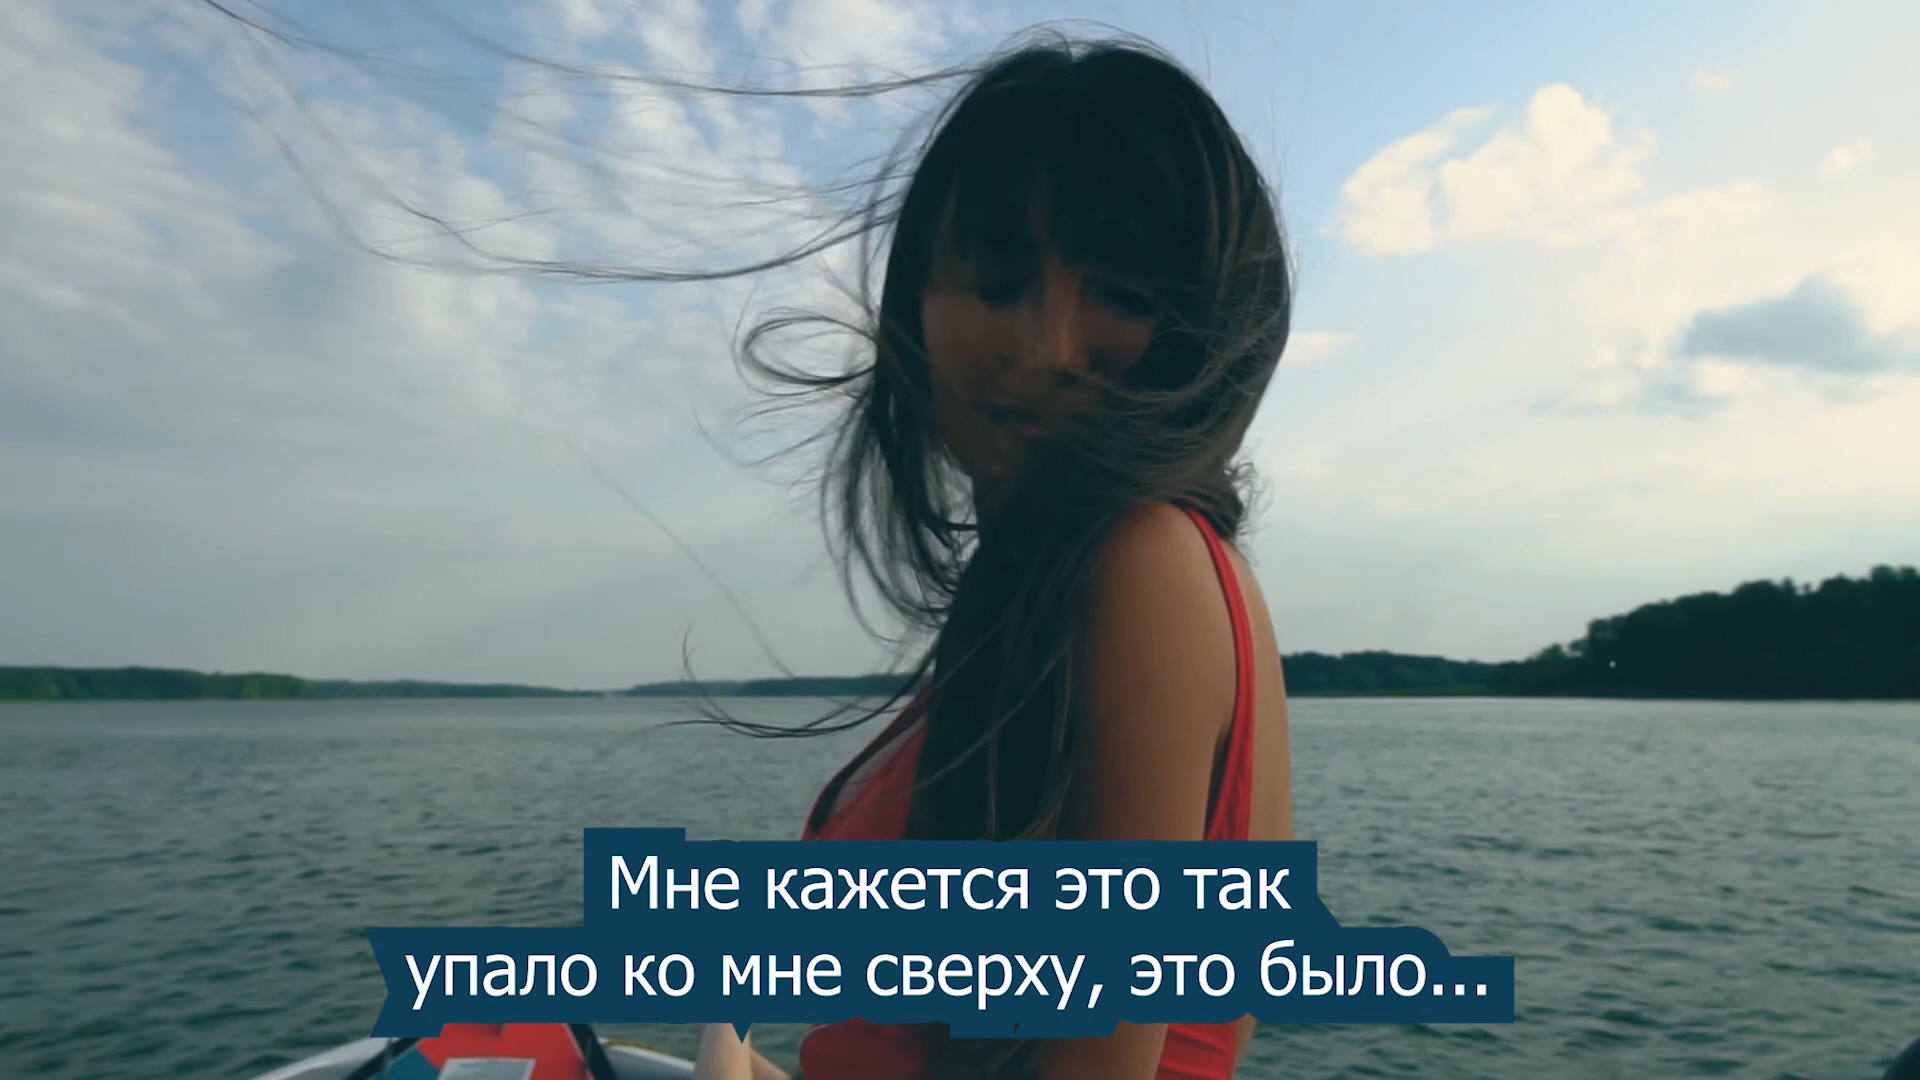 Мне кажется это так
упало ко мне сверху, это было...